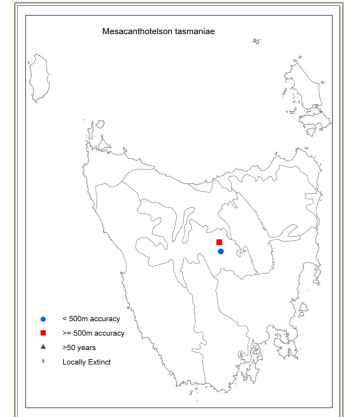 Mesacanthotelson tasmaniae
< 500m accuracy
>= 500m accuracy
>50 years
Locally Extinct